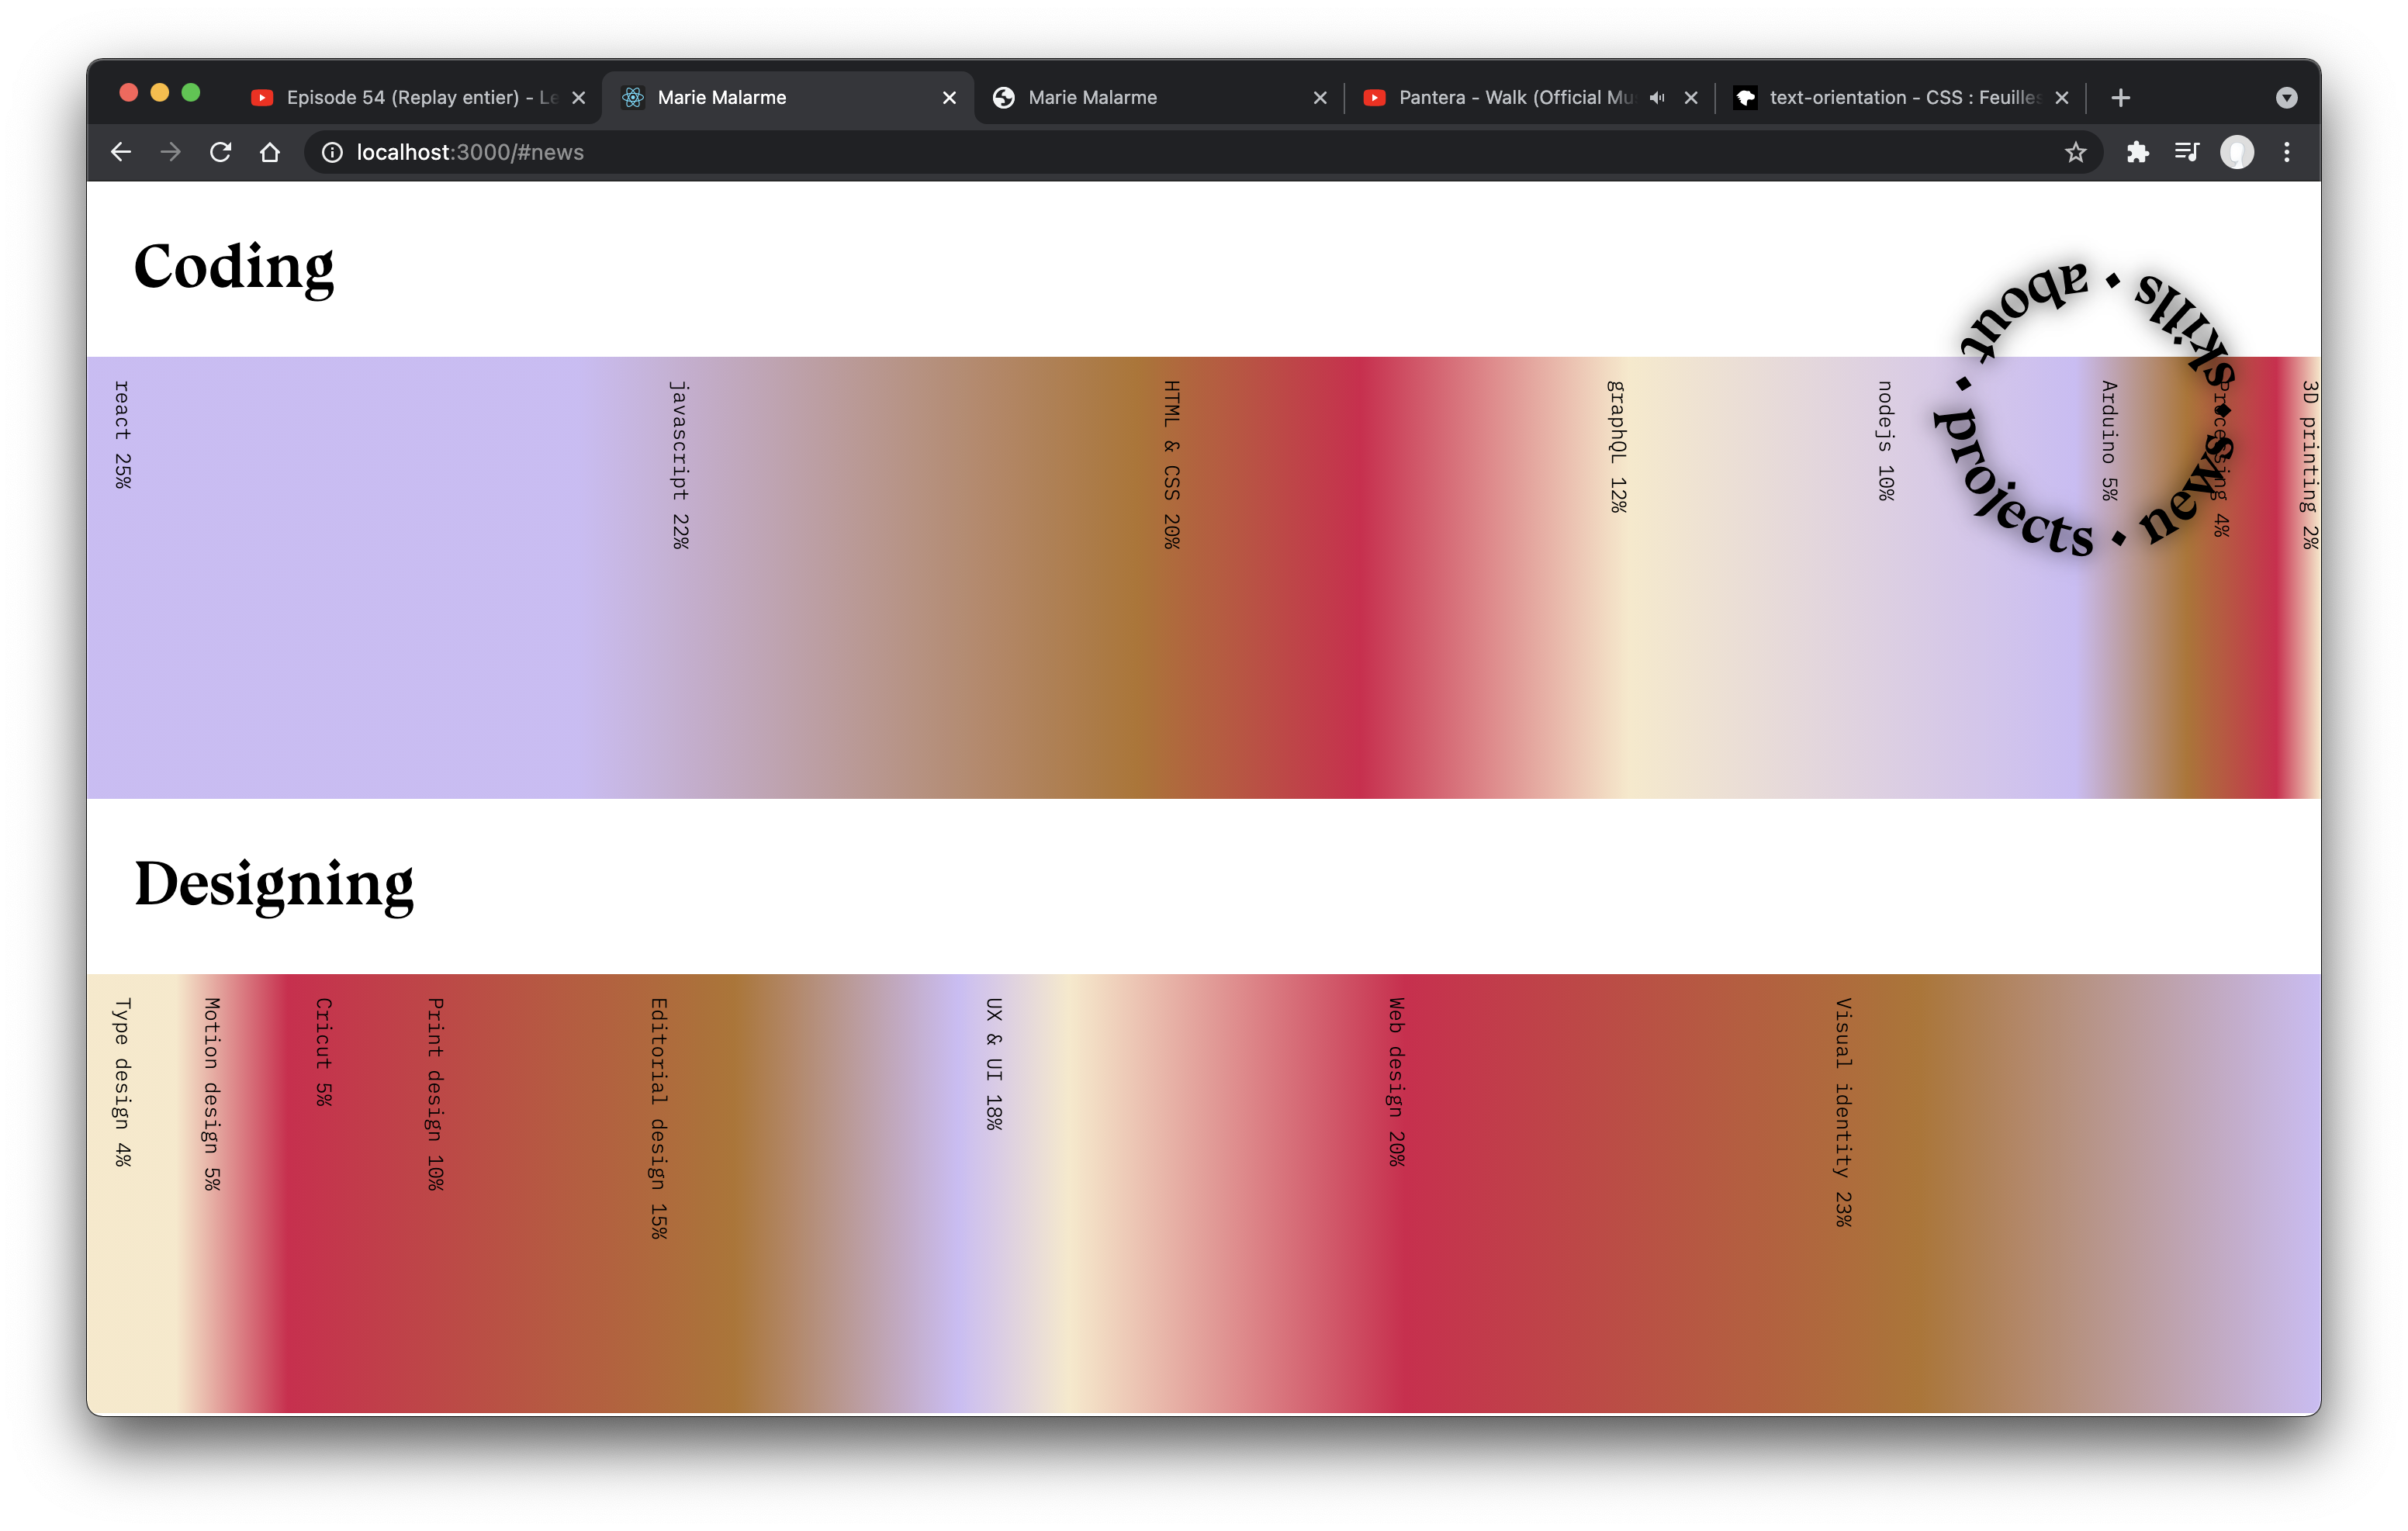 Episode 54 (Replay entier) - Le
Marie Malarme
Marie Malarme
Pantera - Walk (Official Mu
text-orientation - CSS : Feuilles
localhost:3000/#news
Coding
about · skills · news · projects ·
react 25%
javascript 22%
HTML & CSS 20%
graphQL 12%
nodejs 10%
Arduino 5%
Processing 4%
3D printing 2%
Designing
Type design 4%
Motion design 5%
Cricut 5%
Print design 10%
Editorial design 15%
UX & UI 18%
Web design 20%
Visual identity 23%